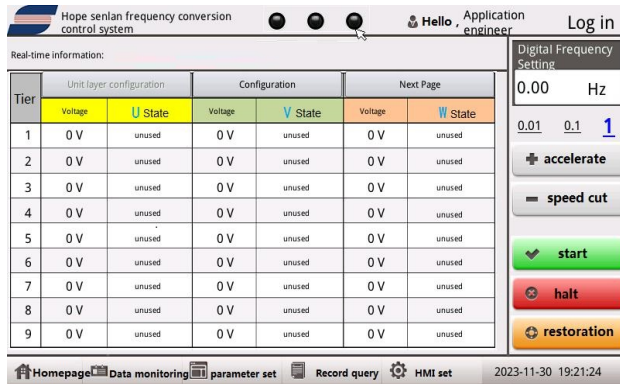 Hope senlan frequency conversion
control system
Hello , Application
engineer
Log in
Real-time information:
Digital Frequency
Setting
0.00 Hz
0.01 0.1 1
accelerate
speed cut
start
halt
restoration
Tier Unit layer configuration Configuration Next Page
Voltage U State Voltage V State Voltage W State
1 0 V unused 0 V unused 0 V unused
2 0 V unused 0 V unused 0 V unused
3 0 V unused 0 V unused 0 V unused
4 0 V unused 0 V unused 0 V unused
5 0 V unused 0 V unused 0 V unused
6 0 V unused 0 V unused 0 V unused
7 0 V unused 0 V unused 0 V unused
8 0 V unused 0 V unused 0 V unused
9 0 V unused 0 V unused 0 V unused
Homepage Data monitoring parameter set Record query HMI set 2023-11-30 19:21:24